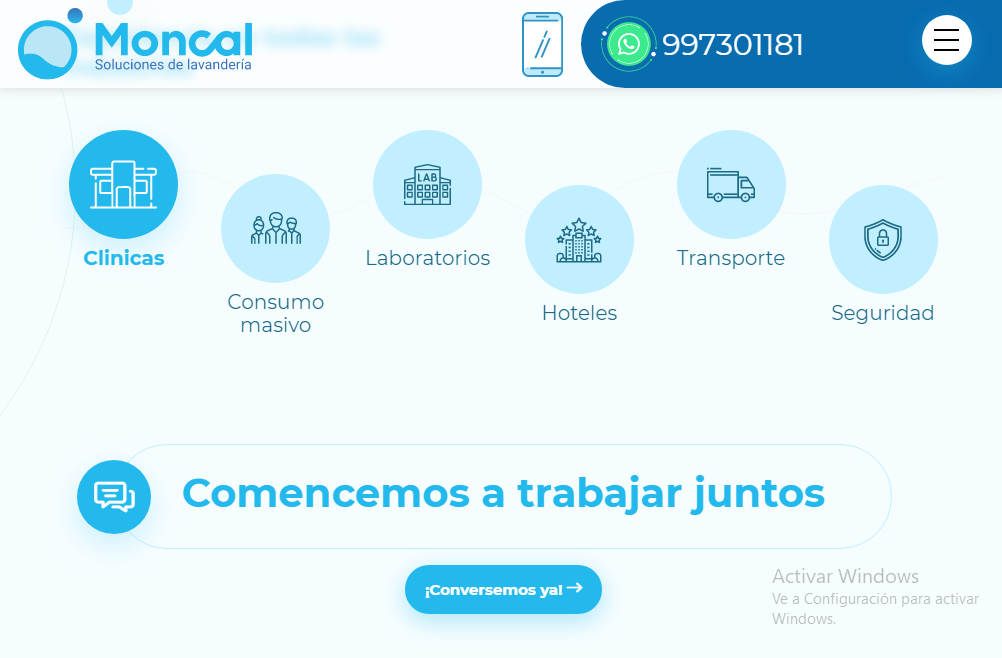 Moncal
Soluciones de lavandería
997301181
LAB
Clinicas
Consumo
masivo
Laboratorios
Hoteles
Transporte
Seguridad
Comencemos a trabajar juntos
¡Conversemos ya! →
Activar Windows
Ve a Configuración para activar
Windows.